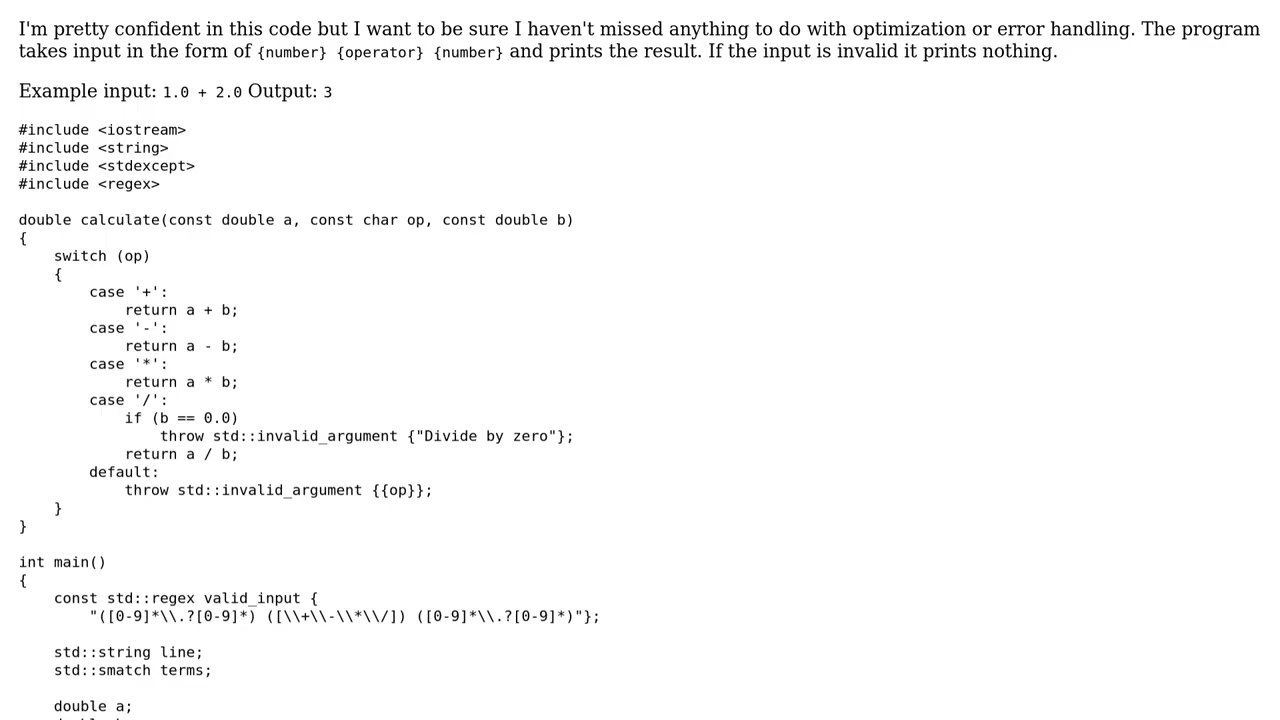 I'm pretty confident in this code but I want to be sure I haven't missed anything to do with optimization or error handling. The program
takes input in the form of {number} {operator} {number} and prints the result. If the input is invalid it prints nothing.
Example input: 1.0 + 2.0 Output: 3
#include <iostream>
#include <string>
#include <stdexcept>
#include <regex>
double calculate(const double a, const char op, const double b)
{
    switch (op)
    {
        case '+':
            return a + b;
        case '-':
            return a - b;
        case '*':
            return a * b;
        case '/':
            if (b == 0.0)
                throw std::invalid_argument {"Divide by zero"};
            return a / b;
        default:
            throw std::invalid_argument {{op}};
    }
}
int main()
{
    const std::regex valid_input {
        "([0-9]*\\.?[0-9]*) ([\\+\\-\\*\\/]) ([0-9]*\\.?[0-9]*)"};
    std::string line;
    std::smatch terms;
    double a;